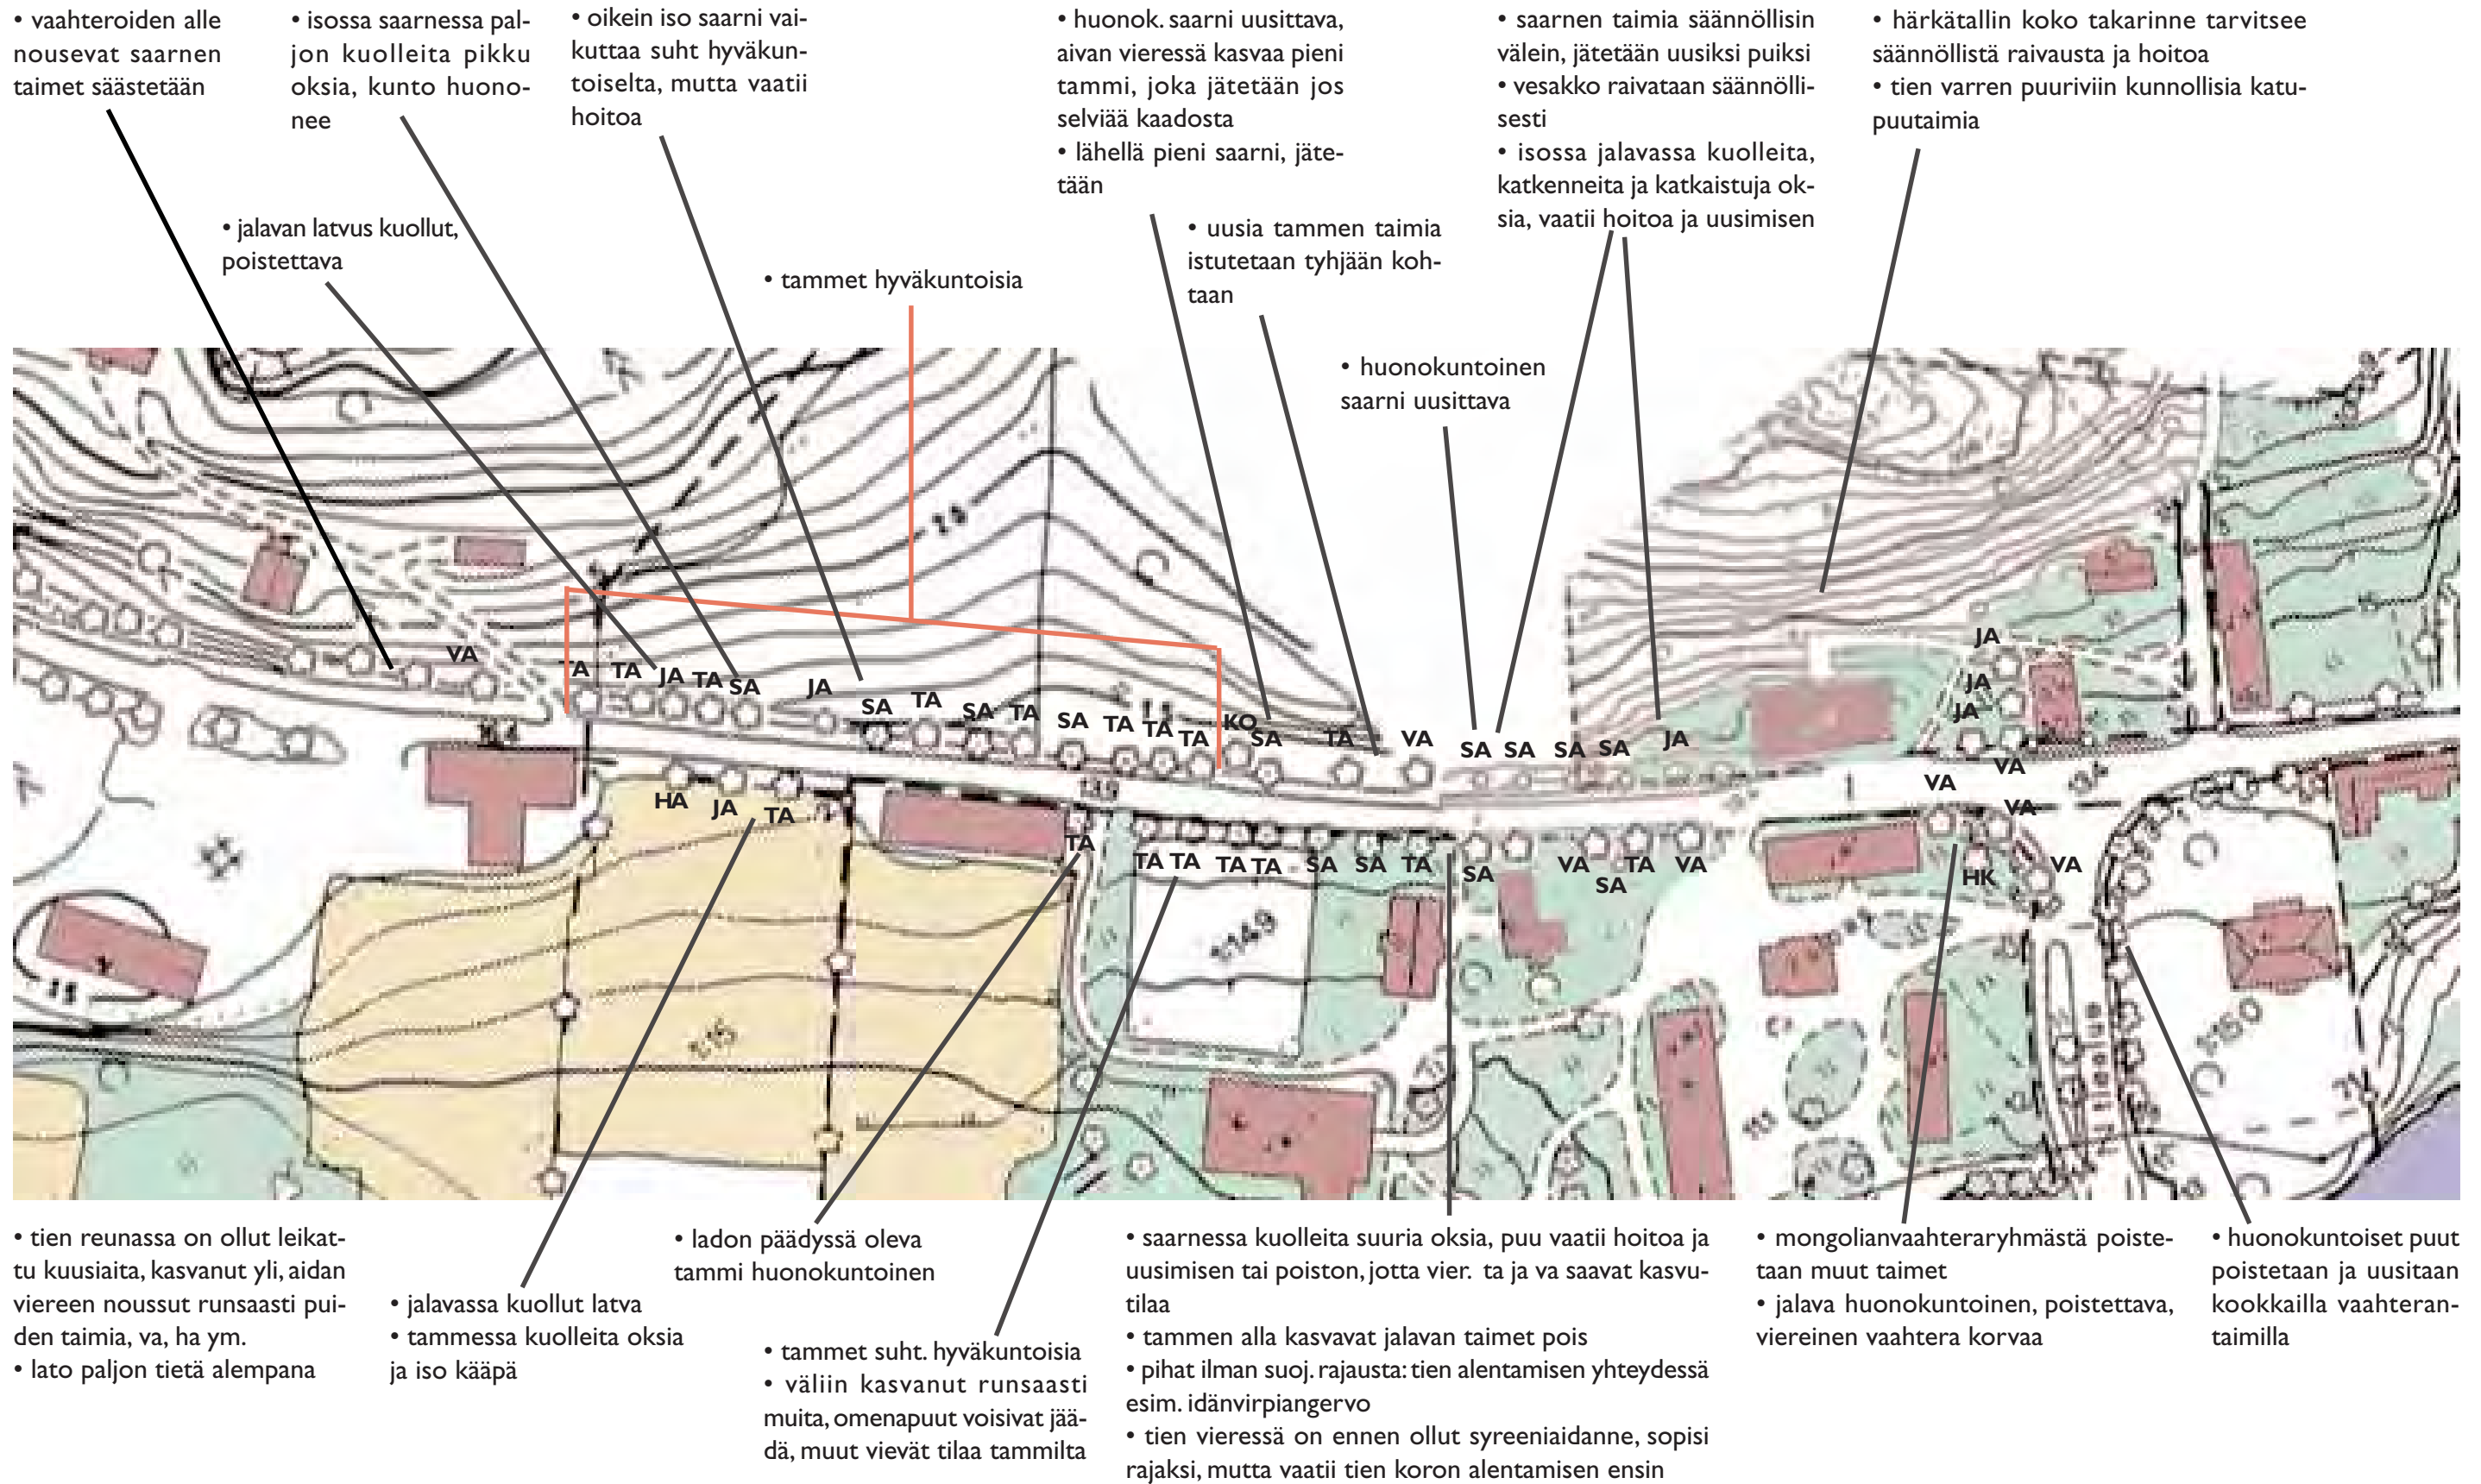 • vaahteroiden alle
nousevat saarnen
taimet säästetään
• isossa saarnessa pal-
jon kuolleita pikku
oksia, kunto huono-
nee
• oikein iso saarni vai-
kuttaa suht hyväkun-
toiselta, mutta vaatii
hoitoa
• huonok. saarni uusittava,
aivan vieressä kasvaa pieni
tammi, joka jätetään jos
selviää kaadosta
• lähellä pieni saarni, jäte-
tään
• saarnen taimia säännöllisin
välein, jätetään uusiksi puiksi
• vesakko raivataan säännölli-
sesti
• isossa jalavassa kuolleita,
katkenneita ja katkaistuja ok-
sia, vaatii hoitoa ja uusimisen
• härkätallin koko takarinne tarvitsee
säännöllistä raivausta ja hoitoa
• tien varren puuriviin kunnollisia katu-
puutaimia
• jalavan latvus kuollut,
poistettava
• tammet hyväkuntoisia
• uusia tammen taimia
istutetaan tyhjään koh-
taan
• huonokuntoinen
saarni uusittava
VA
TA TA JA TA SA JA SA TA SA TA SA TA TA TA KO SA TA VA SA SA SA SA JA
JA
JA
JA
VA
VA
VA
HA JA TA
TA
TA TA TA TA SA SA TA SA VA SA TA VA
HK
VA
149
1:149
1:15
15
• tien reunassa on ollut leikat-
tu kuusiaita, kasvanut yli, aidan
viereen noussut runsaasti pui-
den taimia, va, ha ym.
• lato paljon tietä alempana
• jalavassa kuollut latva
• tammessa kuolleita oksia
ja iso kääpä
• ladon päädyssä oleva
tammi huonokuntoinen
• tammet suht. hyväkuntoisia
• väliin kasvanut runsaasti
muita, omenapuut voisivat jää-
dä, muut vievät tilaa tammilta
• saarnessa kuolleita suuria oksia, puu vaatii hoitoa ja
uusimisen tai poiston, jotta vier. ta ja va saavat kasvu-
tilaa
• tammen alla kasvavat jalavan taimet pois
• pihat ilman suoj. rajausta: tien alentamisen yhteydessä
esim. idänvirpiangervo
• tien vieressä on ennen ollut syreeniaidanne, sopisi
rajaksi, mutta vaatii tien koron alentamisen ensin
• mongolianvaahteraryhmästä poiste-
taan muut taimet
• jalava huonokuntoinen, poistettava,
viereinen vaahtera korvaa
• huonokuntoiset puut
poistetaan ja uusitaan
kookkailla vaahteran-
taimilla